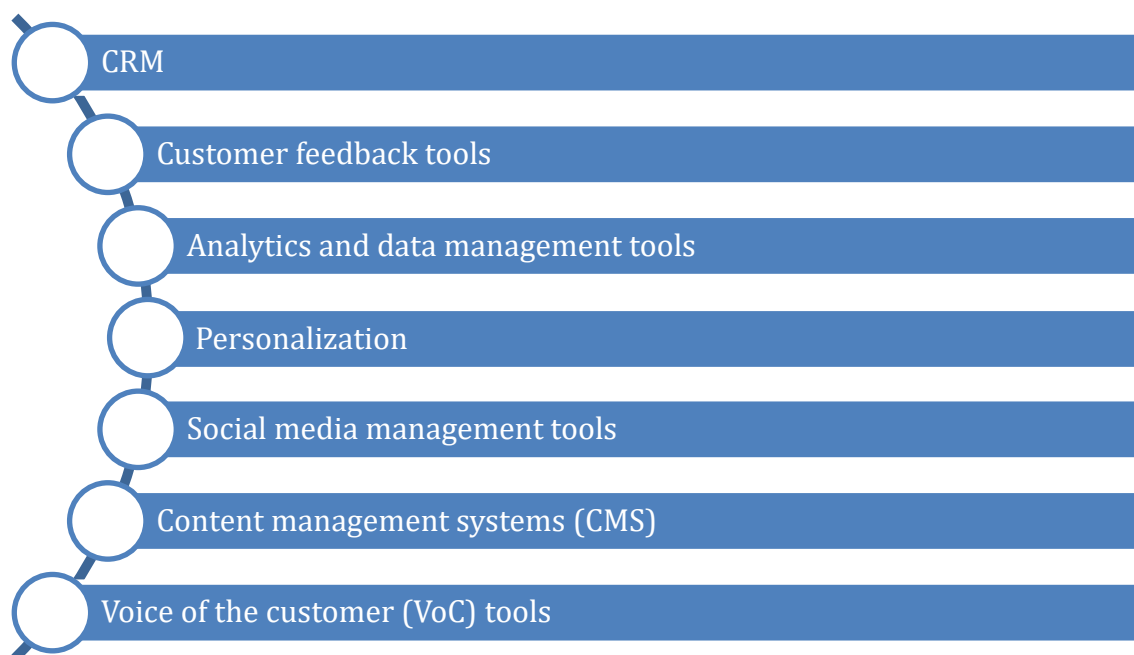 CRM
Customer feedback tools
Analytics and data management tools
Personalization
Social media management tools
Content management systems (CMS)
Voice of the customer (VoC) tools